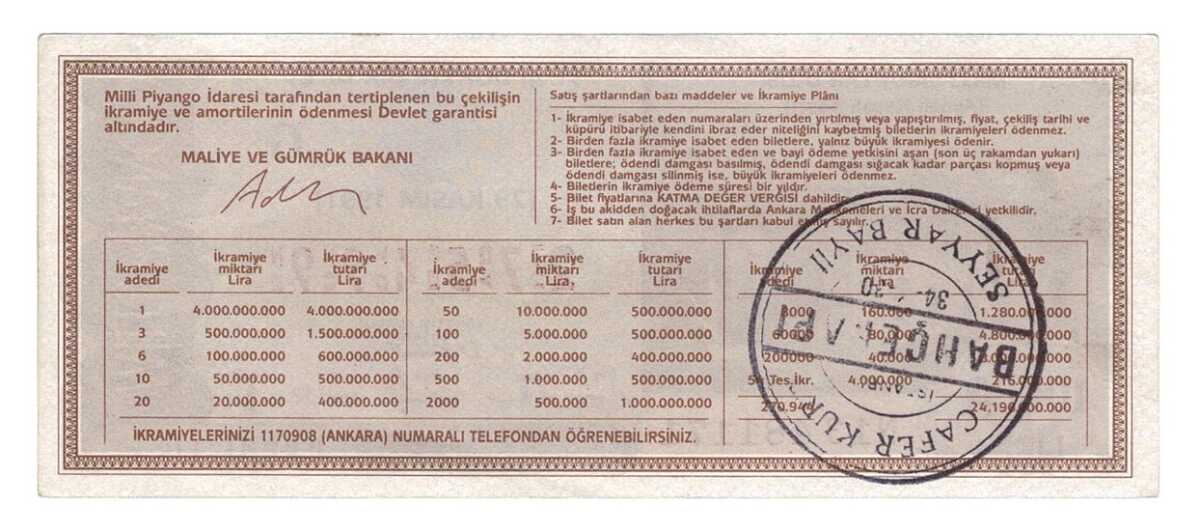 Milli Piyango İdaresi tarafından tertiplenen bu çekilişin
ikramiye ve amortilerinin ödenmesi Devlet garantisi
altındadır.
MALİYE VE GÜMRÜK BAKANI
Satış şartlarından bazı maddeler ve İkramiye Plânı
1- İkramiye isabet eden numaraları üzerinden yırtılmış veya yapıştırılmış, fiyat, çekiliş tarihi ve
küpürü itibariyle kendini ibraz eder niteliğini kaybetmiş biletlerin ikramiyeleri ödenmez.
2- Birden fazla ikramiye isabet eden biletlere, yalnız büyük ikramiyesi ödenir.
3- Birden fazla ikramiye isabet eden ve bayi ödeme yetkisini aşan (son üç rakamdan yukarı)
biletlere; ödendi damgası basılmış, ödendi damgası sığacak kadar parçası kopmuş veya
ödendi damgası silinmiş ise, büyük ikramiyeleri ödenmez.
4- Biletlerin ikramiye ödeme süresi bir yıldır.
5- Bilet fiyatlarına KATMA DEĞER VERGİSİ dahildir.
6- İş bu akidden doğacak ihtilaflarda Ankara Mahkemeleri ve İcra Daireleri yetkilidir.
7- Bilet satın alan herkes bu şartları kabul etmiş sayılır.
İkramiye adedi İkramiye miktarı Lira İkramiye tutarı Lira İkramiye adedi İkramiye miktarı Lira İkramiye tutarı Lira İkramiye adedi İkramiye miktarı Lira İkramiye tutarı Lira
1 4.000.000.000 4.000.000.000 50 10.000.000 500.000.000 8000 160.000 1.280.000.000
3 500.000.000 1.500.000.000 100 5.000.000 500.000.000 60000 80.000 4.800.000.000
6 100.000.000 600.000.000 200 2.000.000 400.000.000 200000 40.000 8.000.000.000
10 50.000.000 500.000.000 500 1.000.000 500.000.000 54 Tes.İkr. 4.000.000 216.000.000
20 20.000.000 400.000.000 2000 500.000 1.000.000.000 270.944 24.196.000.000
İKRAMİYELERİNİZİ 1170908 (ANKARA) NUMARALI TELEFONDAN ÖĞRENEBİLİRSİNİZ.
SEYYAR BAYİİ
BAHÇEKAPI
CAFER